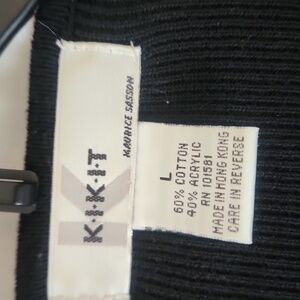 K·I·K·I·T
MAURICE SASSON
L
60% COTTON
40% ACRYLIC
RN 101581
MADE IN HONG KONG
CARE IN REVERSE